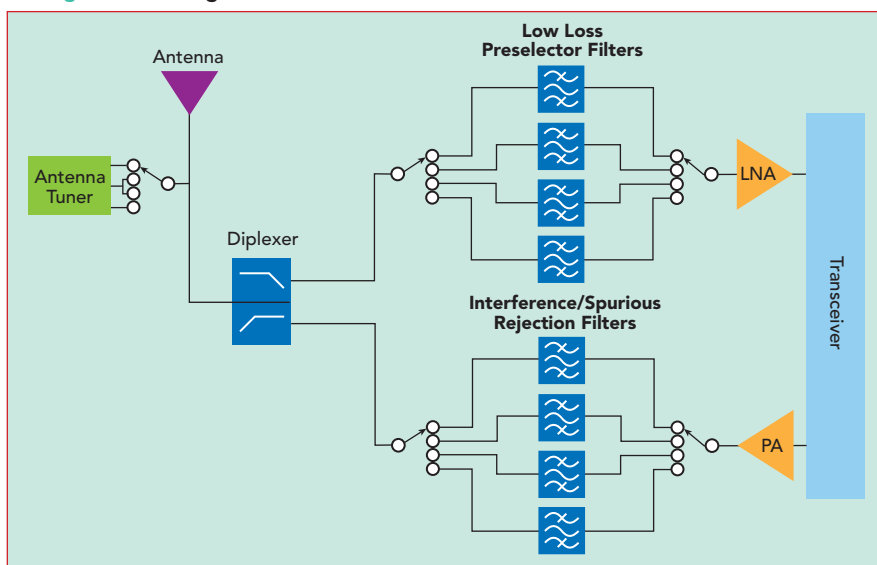 Low Loss
Preselector Filters
Antenna
Antenna
Tuner
LNA
Diplexer
Transceiver
Interference/Spurious
Rejection Filters
PA